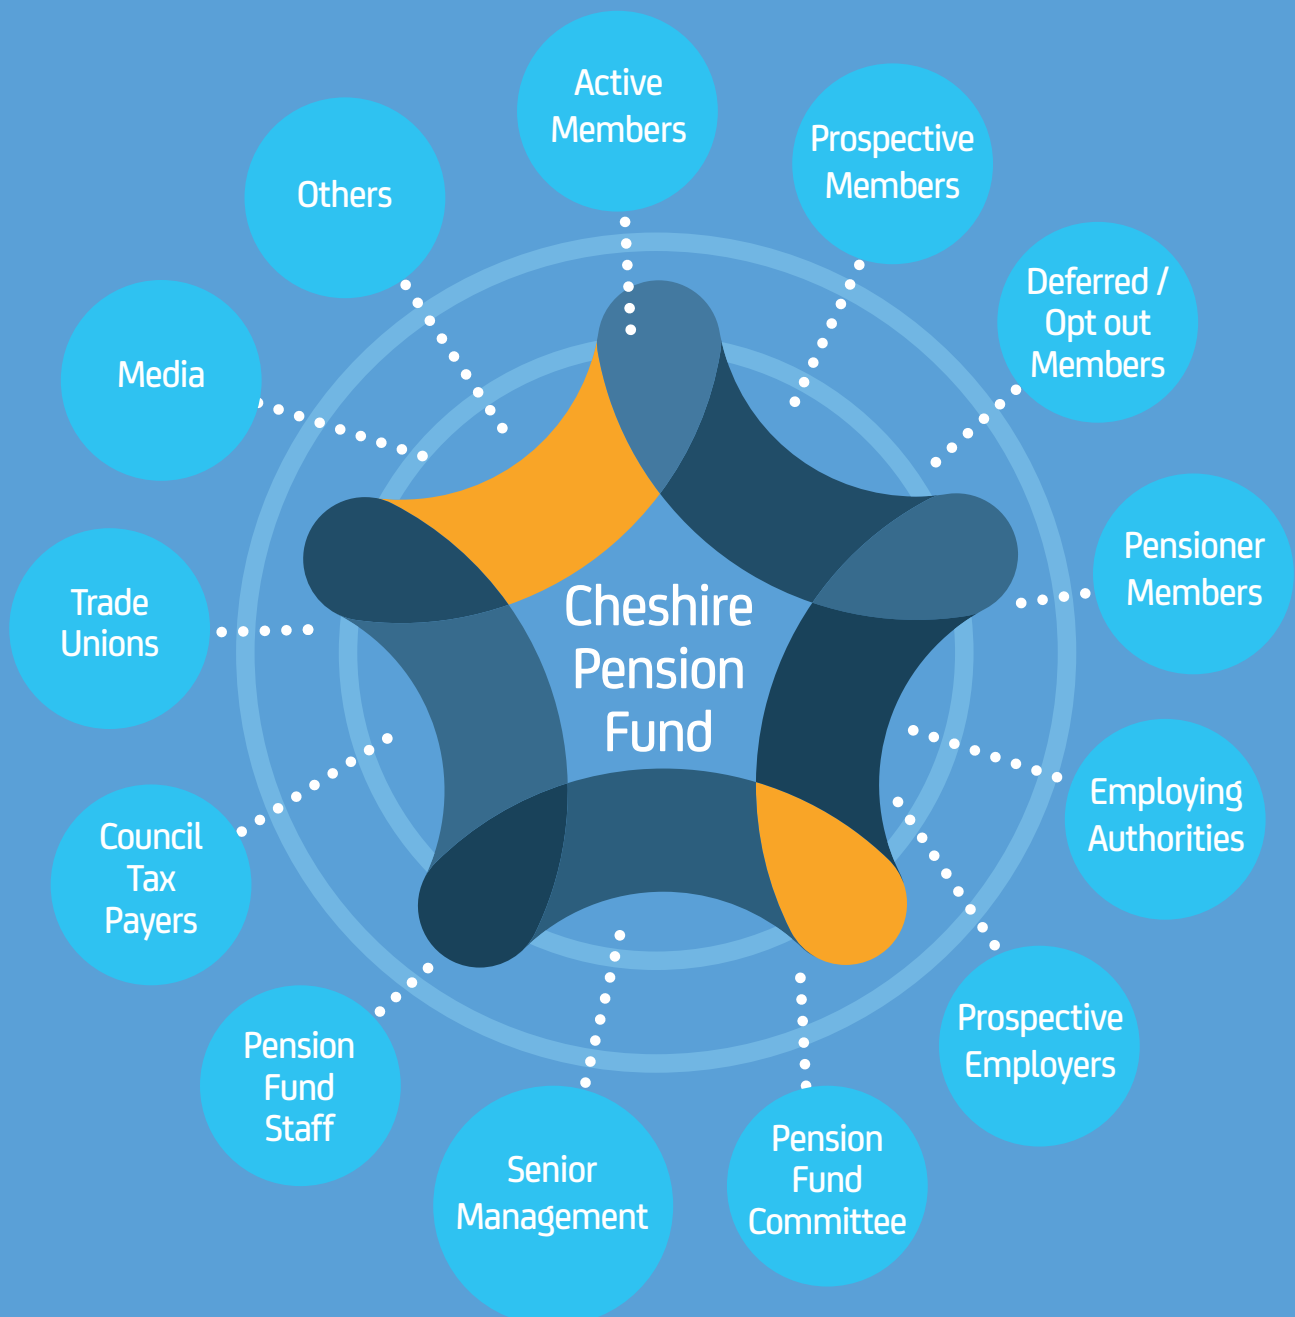 Active
Members
Prospective
Members
Deferred /
Opt out
Members
Pensioner
Members
Employing
Authorities
Prospective
Employers
Pension
Fund
Committee
Senior
Management
Pension
Fund
Staff
Council
Tax
Payers
Trade
Unions
Media
Others
Cheshire
Pension
Fund